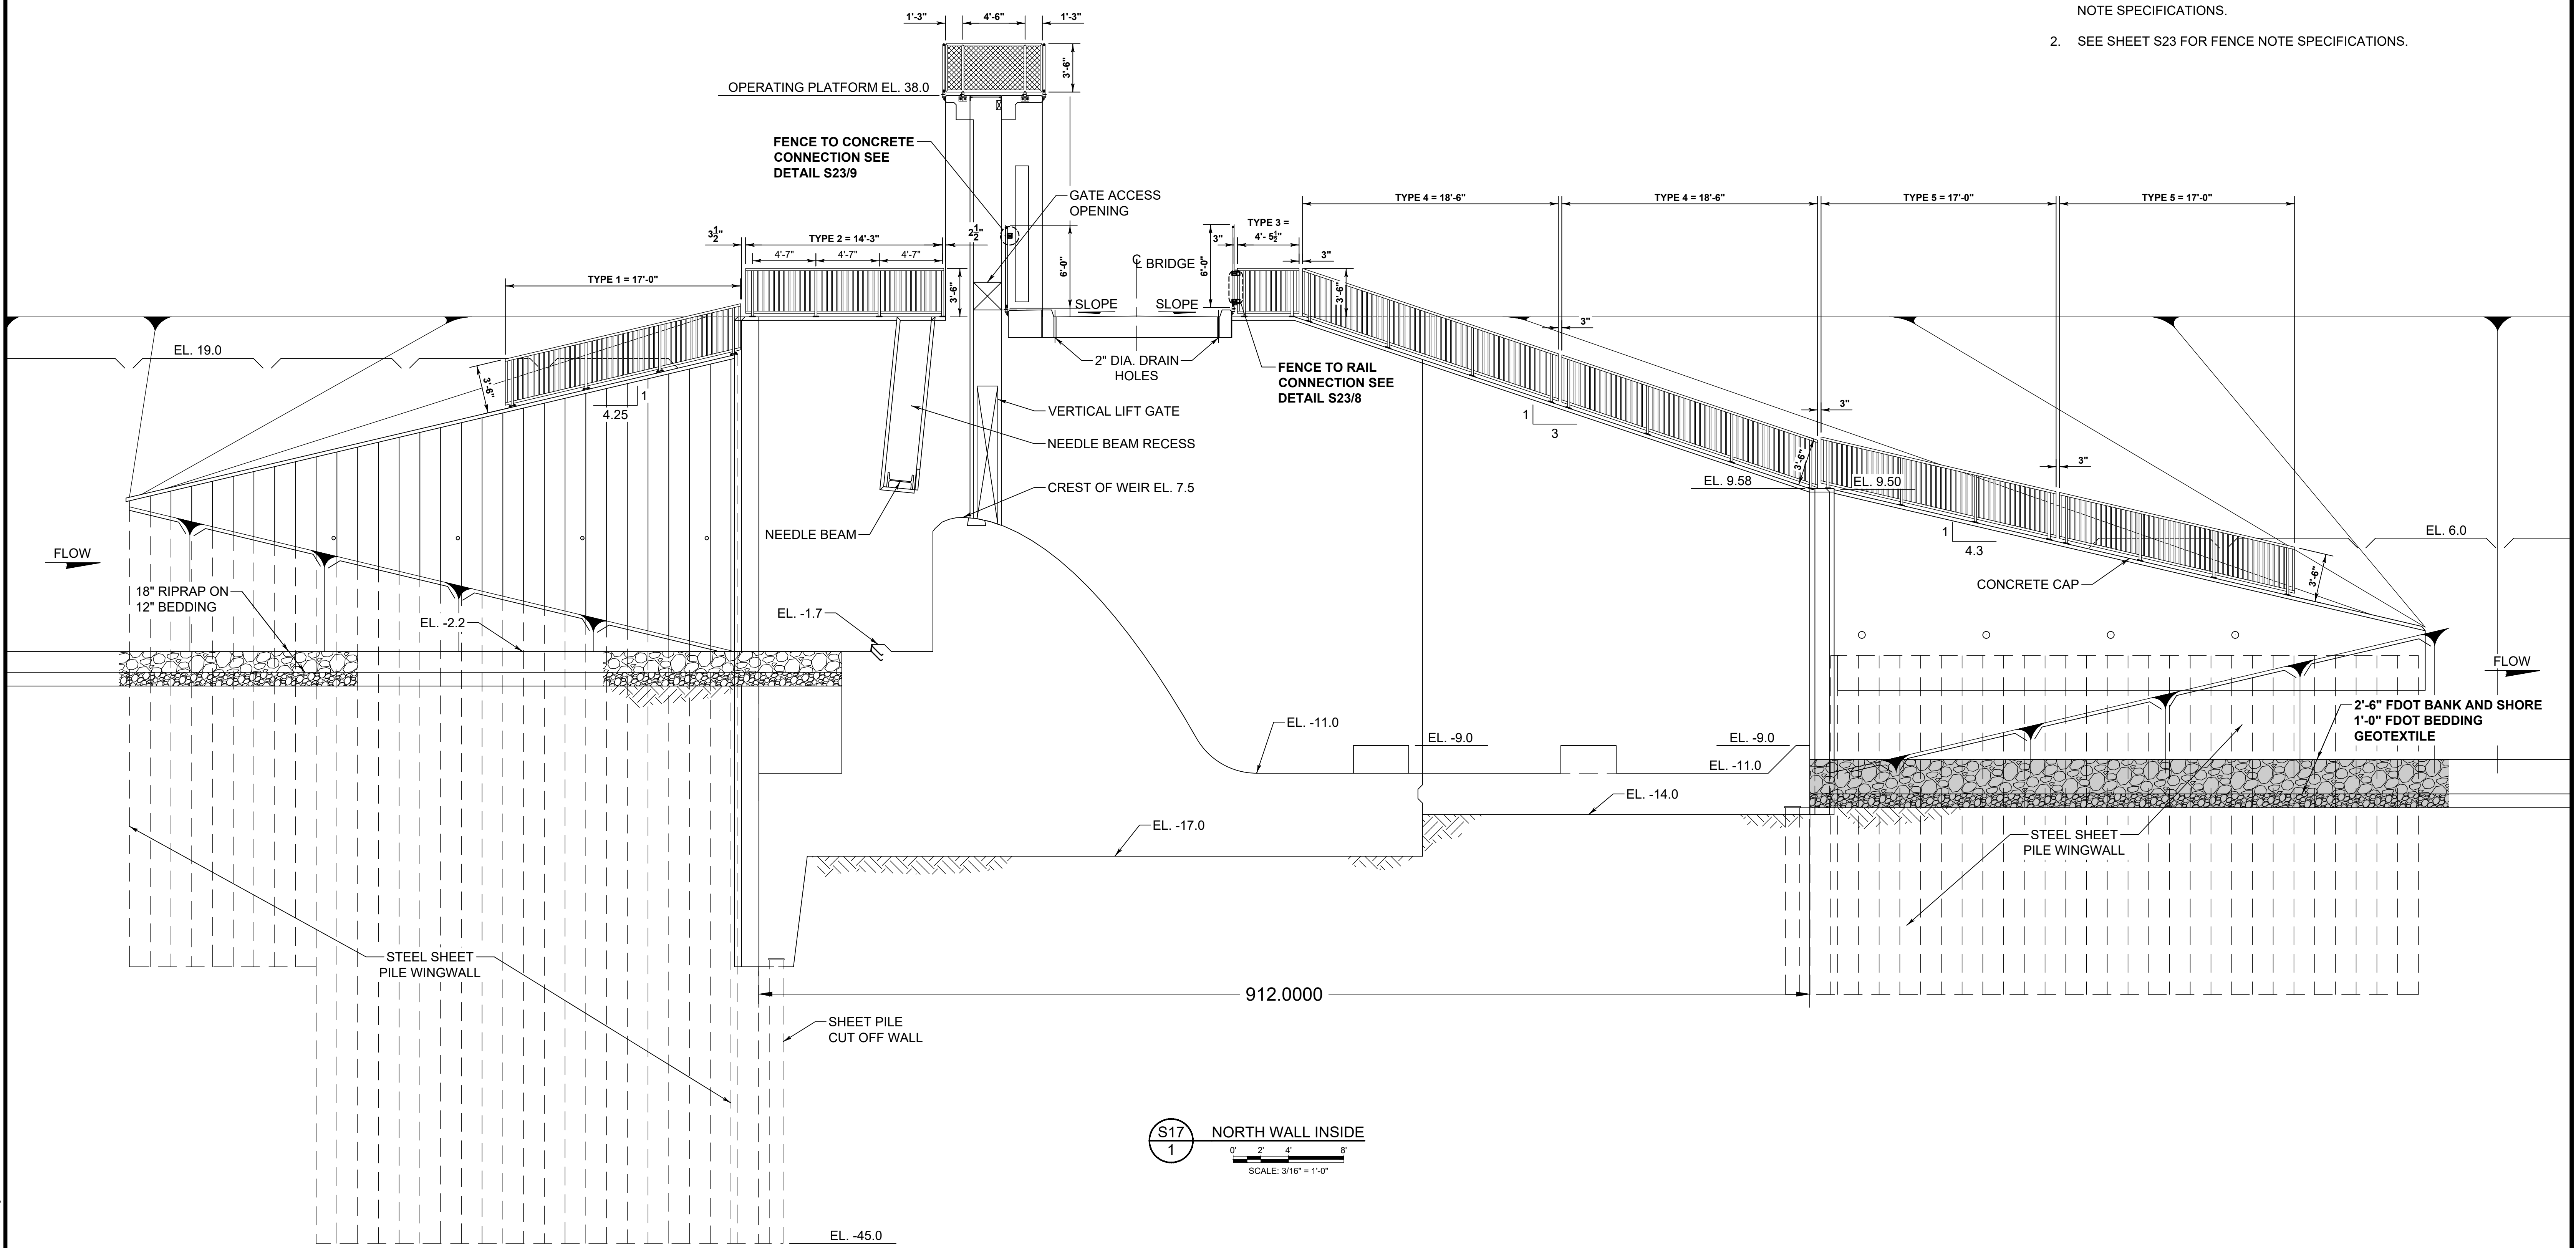 NOTE SPECIFICATIONS.
2. SEE SHEET S23 FOR FENCE NOTE SPECIFICATIONS.
1'-3"
4'-6"
1'-3"
3'-6"
OPERATING PLATFORM EL. 38.0
FENCE TO CONCRETE
CONNECTION SEE
DETAIL S23/9
GATE ACCESS
OPENING
TYPE 4 = 18'-6"
TYPE 4 = 18'-6"
TYPE 5 = 17'-0"
TYPE 5 = 17'-0"
3 1/2"
TYPE 2 = 14'-3"
2 1/2"
4'-7"
4'-7"
4'-7"
TYPE 3 =
4'- 5 1/2"
3"
3"
6'-0"
6'-0"
℄ BRIDGE
SLOPE
SLOPE
TYPE 1 = 17'-0"
3'-6"
3'-6"
3"
EL. 19.0
3'-6"
1
4.25
2" DIA. DRAIN
HOLES
FENCE TO RAIL
CONNECTION SEE
DETAIL S23/8
VERTICAL LIFT GATE
NEEDLE BEAM RECESS
1
3
3"
3'-6"
3"
CREST OF WEIR EL. 7.5
EL. 9.58
EL. 9.50
NEEDLE BEAM
1
4.3
EL. 6.0
FLOW
CONCRETE CAP
3'-6"
18" RIPRAP ON
12" BEDDING
EL. -2.2
EL. -1.7
FLOW
2'-6" FDOT BANK AND SHORE
1'-0" FDOT BEDDING
GEOTEXTILE
EL. -11.0
EL. -9.0
EL. -9.0
EL. -11.0
EL. -14.0
EL. -17.0
STEEL SHEET
PILE WINGWALL
STEEL SHEET
PILE WINGWALL
912.0000
SHEET PILE
CUT OFF WALL
S17
1
NORTH WALL INSIDE
0' 2' 4' 8'
SCALE: 3/16" = 1'-0"
EL. -45.0